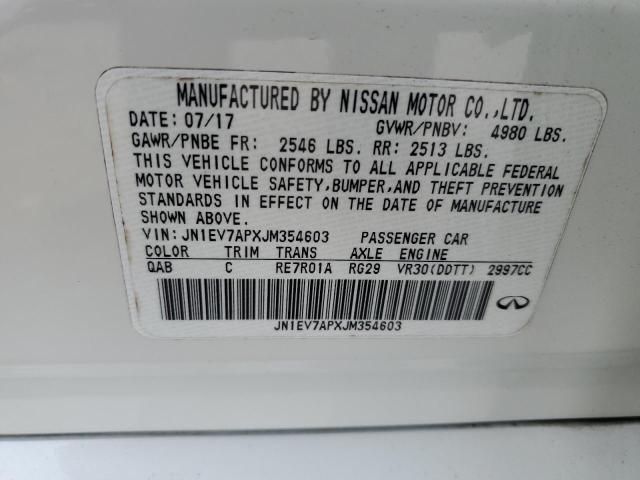 MANUFACTURED BY NISSAN MOTOR CO.,LTD.
DATE: 07/17 GVWR/PNBV: 4980 LBS.
GAWR/PNBE FR: 2546 LBS. RR: 2513 LBS.
THIS VEHICLE CONFORMS TO ALL APPLICABLE FEDERAL
MOTOR VEHICLE SAFETY,BUMPER,AND THEFT PREVENTION
STANDARDS IN EFFECT ON THE DATE OF MANUFACTURE
SHOWN ABOVE.
VIN: JN1EV7APXJM354603 PASSENGER CAR
COLOR TRIM TRANS AXLE ENGINE
QAB C RE7R01A RG29 VR30(DDTT) 2997CC
JN1EV7APXJM354603